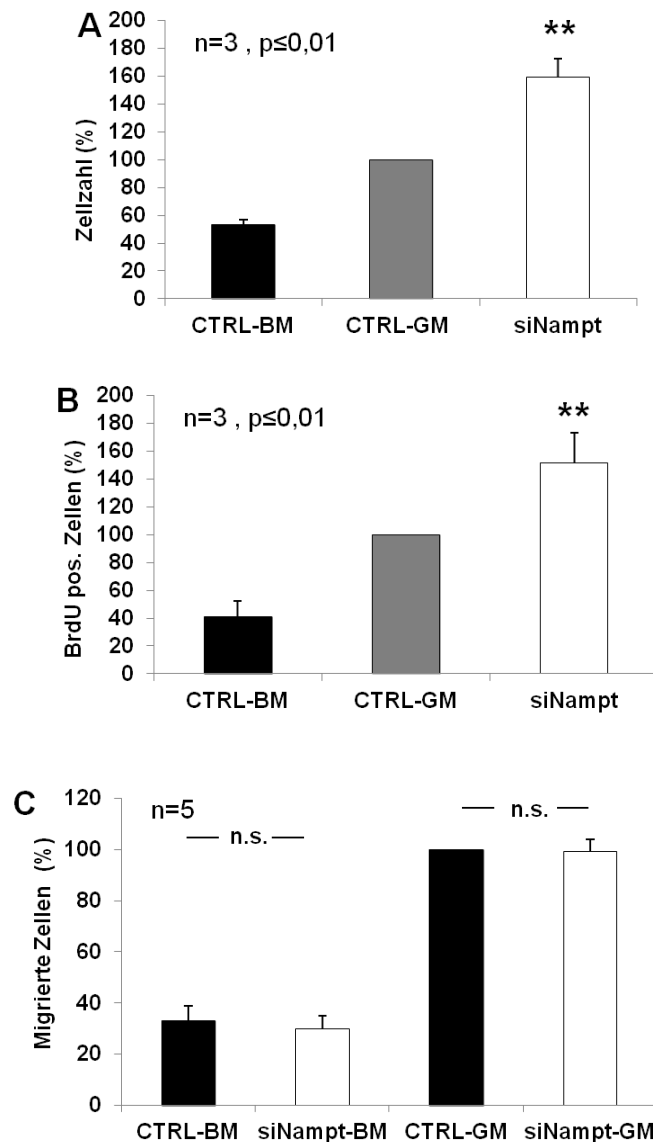 A
n=3 , p≤0,01
**
Zellzahl (%)
200
180
160
140
120
100
80
60
40
20
0
CTRL-BM CTRL-GM siNampt
B
n=3 , p≤0,01
**
BrdU pos. Zellen (%)
200
180
160
140
120
100
80
60
40
20
0
CTRL-BM CTRL-GM siNampt
C
n=5
n.s.
n.s.
Migrierte Zellen (%)
120
100
80
60
40
20
0
CTRL-BM siNampt-BM CTRL-GM siNampt-GM